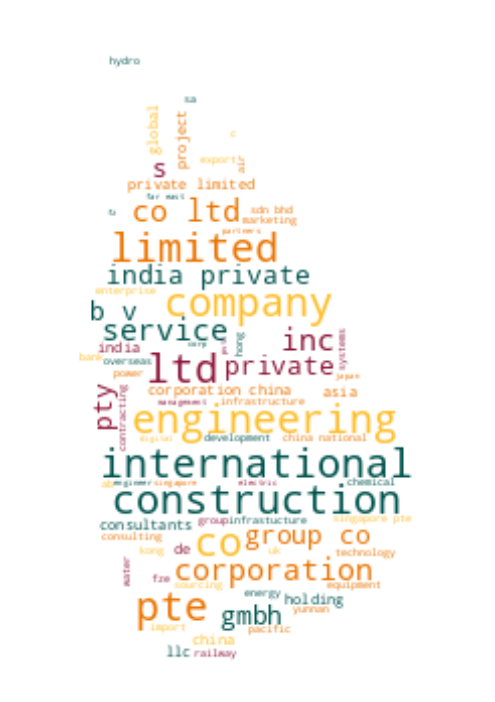 hydro
sa
global
project
c
export
air
s
private limited
far east
co ltd
sdn bhd
marketing
partners
limited
india private
enterprise
company
b v
service
corp
hong
inc
systems
india
bank
overseas
ltd
private
power
japan
pty
contracting
corporation china
asia
management
infrastructure
engineering
digital
development
china national
international
ab
engineer
singapore
electric
chemical
construction
consultants
group
infrastucture
singapore pte
consulting
co
group co
kong
de
uk
technology
water
fze
corporation
sourcing
equipment
energy
holding
pte
gmbh
yunnan
import
pacific
china
llc
railway